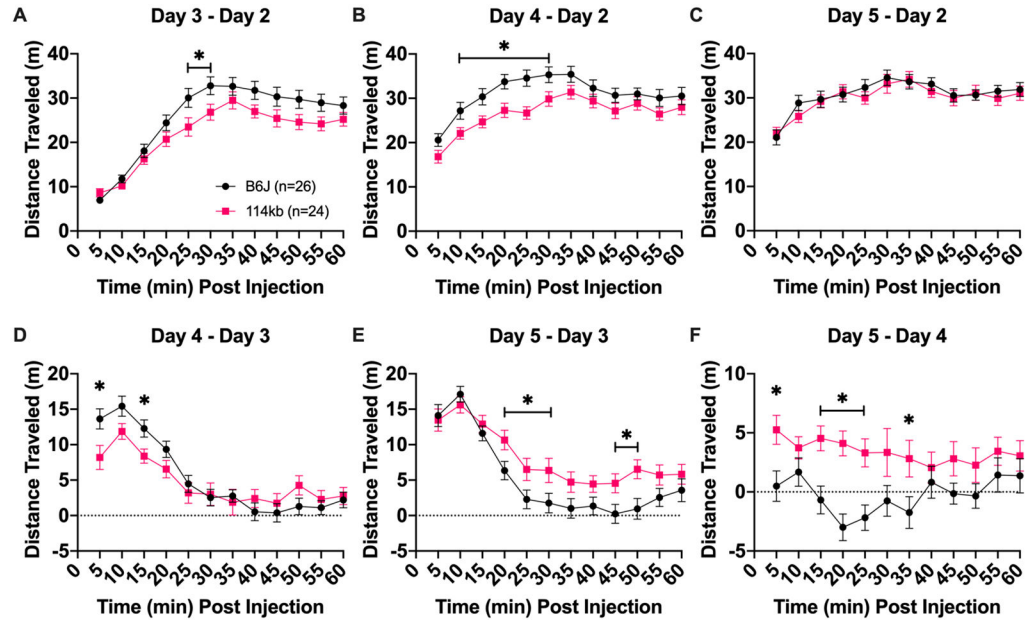 A
Day 3 - Day 2
Distance Traveled (m)
40
30
20
10
0
*
B6J (n=26)
114kb (n=24)
0 5 10 15 20 25 30 35 40 45 50 55 60
Time (min) Post Injection
B
Day 4 - Day 2
Distance Traveled (m)
40
30
20
10
0
*
0 5 10 15 20 25 30 35 40 45 50 55 60
Time (min) Post Injection
C
Day 5 - Day 2
Distance Traveled (m)
40
30
20
10
0
0 5 10 15 20 25 30 35 40 45 50 55 60
Time (min) Post Injection
D
Day 4 - Day 3
Distance Traveled (m)
20
15
10
5
0
-5
* *
0 5 10 15 20 25 30 35 40 45 50 55 60
Time (min) Post Injection
E
Day 5 - Day 3
Distance Traveled (m)
20
15
10
5
0
-5
* *
0 5 10 15 20 25 30 35 40 45 50 55 60
Time (min) Post Injection
F
Day 5 - Day 4
Distance Traveled (m)
10
5
0
-5
* * *
0 5 10 15 20 25 30 35 40 45 50 55 60
Time (min) Post Injection